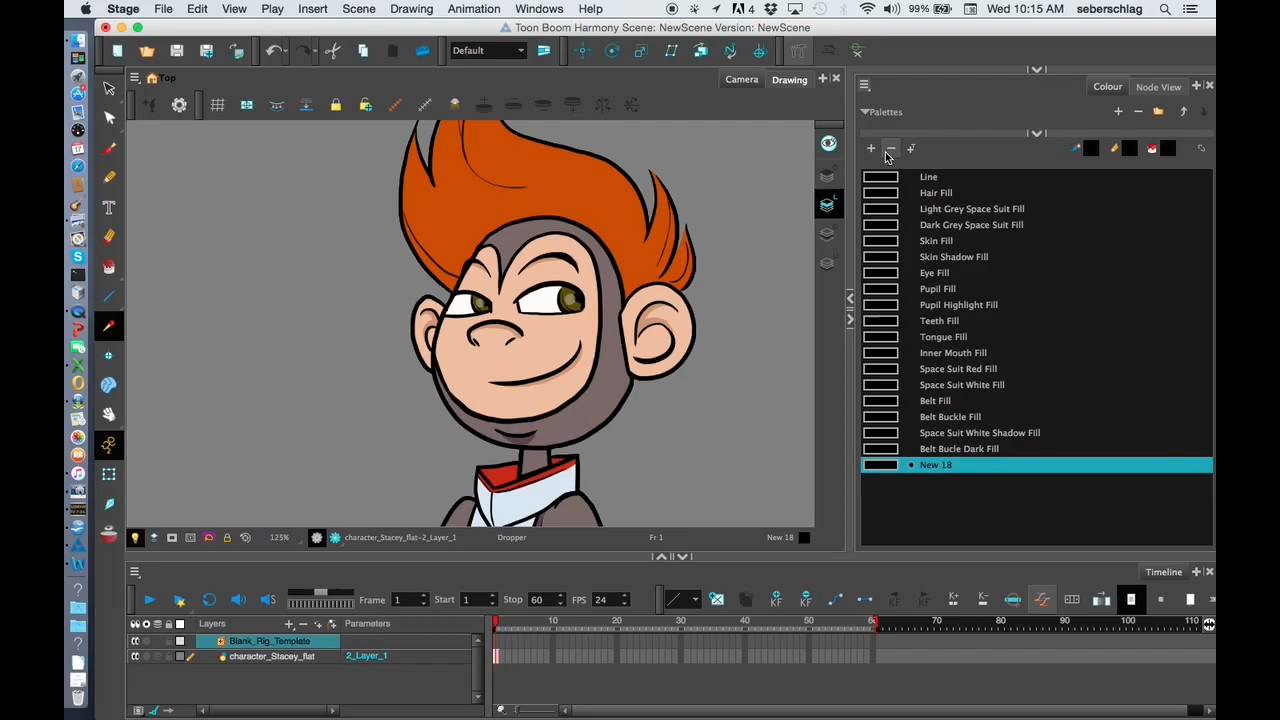 Stage File Edit View Play Insert Scene Drawing Animation Windows Help 4 99% Wed 10:15 AM seberschlag
Toon Boom Harmony Scene: NewScene Version: NewScene
Default
Top Camera Drawing
Colour Node View
Palettes
Line
Hair Fill
Light Grey Space Suit Fill
Dark Grey Space Suit Fill
Skin Fill
Skin Shadow Fill
Eye Fill
Pupil Fill
Pupil Highlight Fill
Teeth Fill
Tongue Fill
Inner Mouth Fill
Space Suit Red Fill
Space Suit White Fill
Belt Fill
Belt Buckle Fill
Space Suit White Shadow Fill
Belt Bucle Dark Fill
New 18
125% character_Stacey_flat-2_Layer_1 Dropper Fr 1 New 18
Timeline
Frame 1 Start 1 Stop 60 FPS 24 KF KF KF KF K+ K-
Layers Parameters 10 20 30 40 50 60 70 80 90 100 110
Blank_Rig_Template
character_Stacey_flat 2_Layer_1